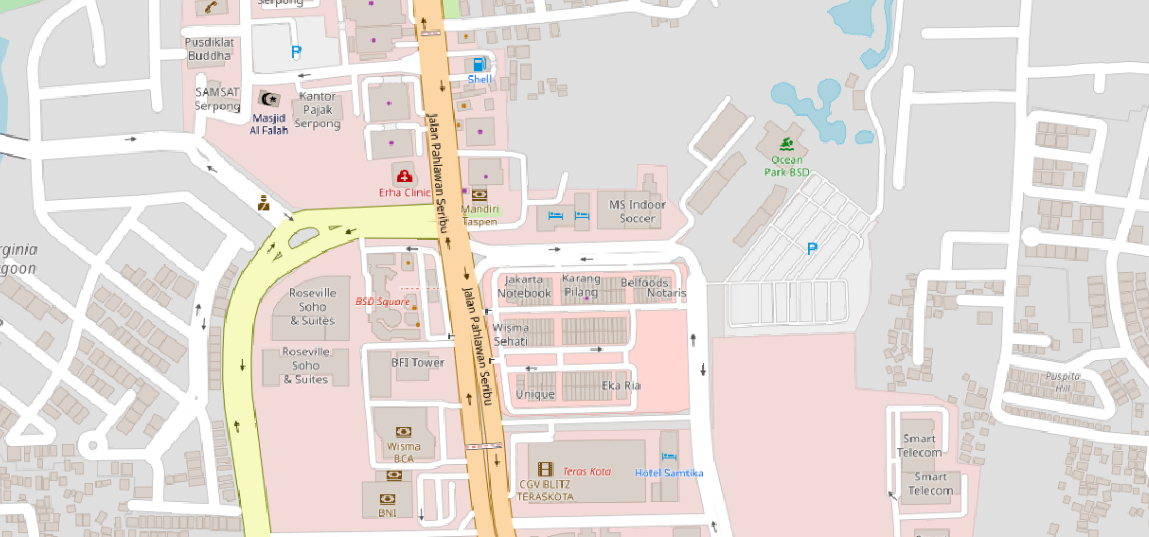 Serpong
Pusdiklat
Buddha
P
Shell
SAMSAT
Serpong
Kantor
Pajak
Serpong
Masjid
Al Falah
Jalan Pahlawan Seribu
Ocean
Park BSD
Erha Clinic
Mandiri
Taspen
MS Indoor
Soccer
P
rginia
goon
Jakarta
Notebook
Karang
Pilang
Belfoods
Notaris
Roseville
Soho
& Suites
BSD Square
Jalan Pahlawan Seribu
Wisma
Sehati
Roseville
Soho
& Suites
BFI Tower
Unique
Eka Ria
Puspita
Hill
Wisma
BCA
Teras Kota
CGV BLITZ
TERASKOTA
Hotel Samtika
Smart
Telecom
Smart
Telecom
BNI